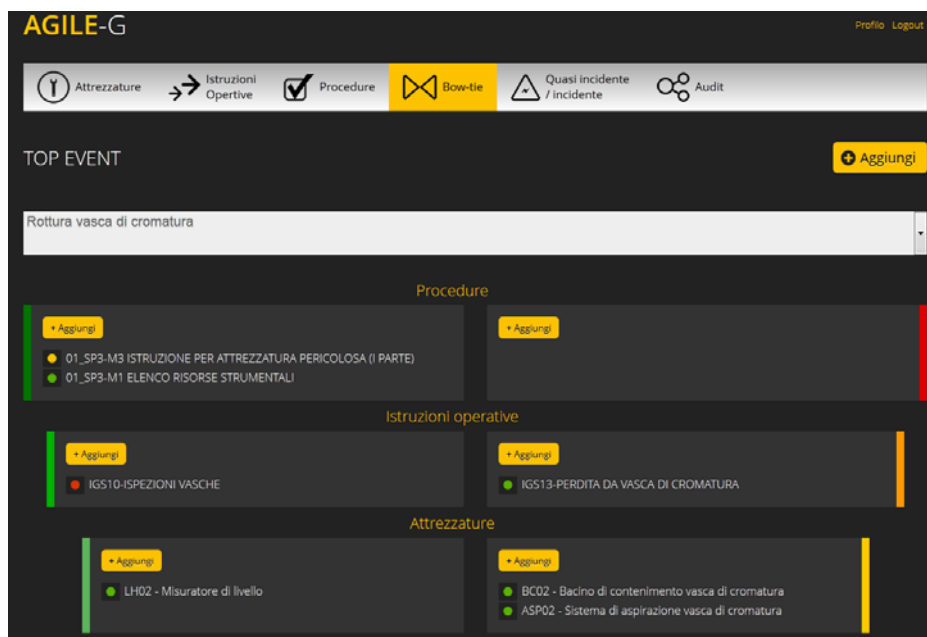 AGILE-G
Profilo Logout
Attrezzature
Istruzioni
Opertive
Procedure
Bow-tie
Quasi incidente
/ incidente
Audit
TOP EVENT
Aggiungi
Rottura vasca di cromatura
Procedure
+ Aggiungi
01_SP3-M3 ISTRUZIONE PER ATTREZZATURA PERICOLOSA (I PARTE)
01_SP3-M1 ELENCO RISORSE STRUMENTALI
+ Aggiungi
Istruzioni operative
+ Aggiungi
IGS10-ISPEZIONI VASCHE
+ Aggiungi
IGS13-PERDITA DA VASCA DI CROMATURA
Attrezzature
+ Aggiungi
LH02 - Misuratore di livello
+ Aggiungi
BC02 - Bacino di contenimento vasca di cromatura
ASP02 - Sistema di aspirazione vasca di cromatura